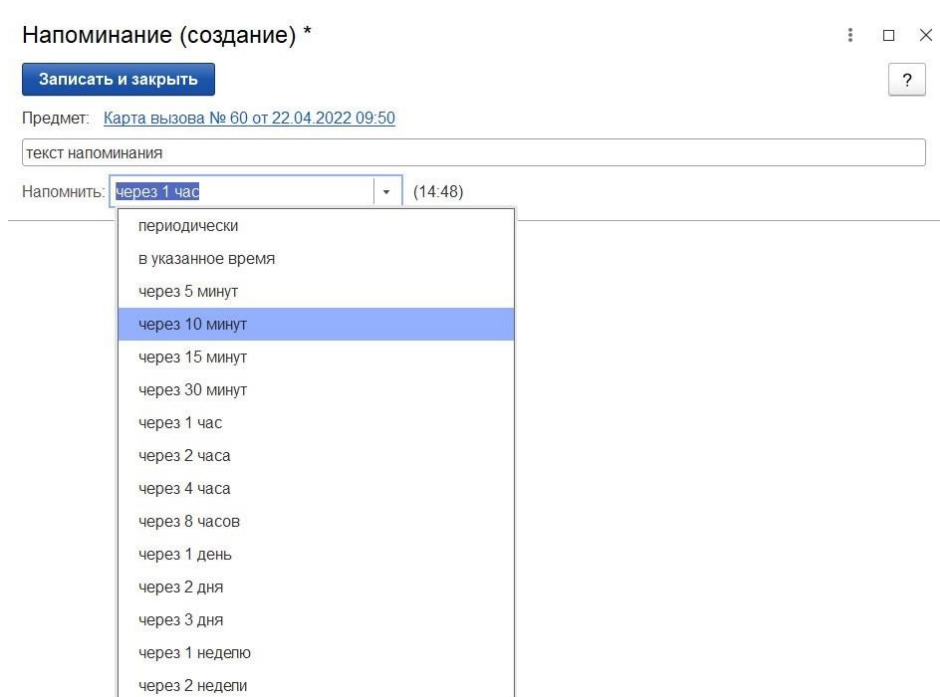 Напоминание (создание) *
Записать и закрыть
?
Предмет: Карта вызова № 60 от 22.04.2022 09:50
текст напоминания
Напомнить: через 1 час (14:48)
периодически
в указанное время
через 5 минут
через 10 минут
через 15 минут
через 30 минут
через 1 час
через 2 часа
через 4 часа
через 8 часов
через 1 день
через 2 дня
через 3 дня
через 1 неделю
через 2 недели